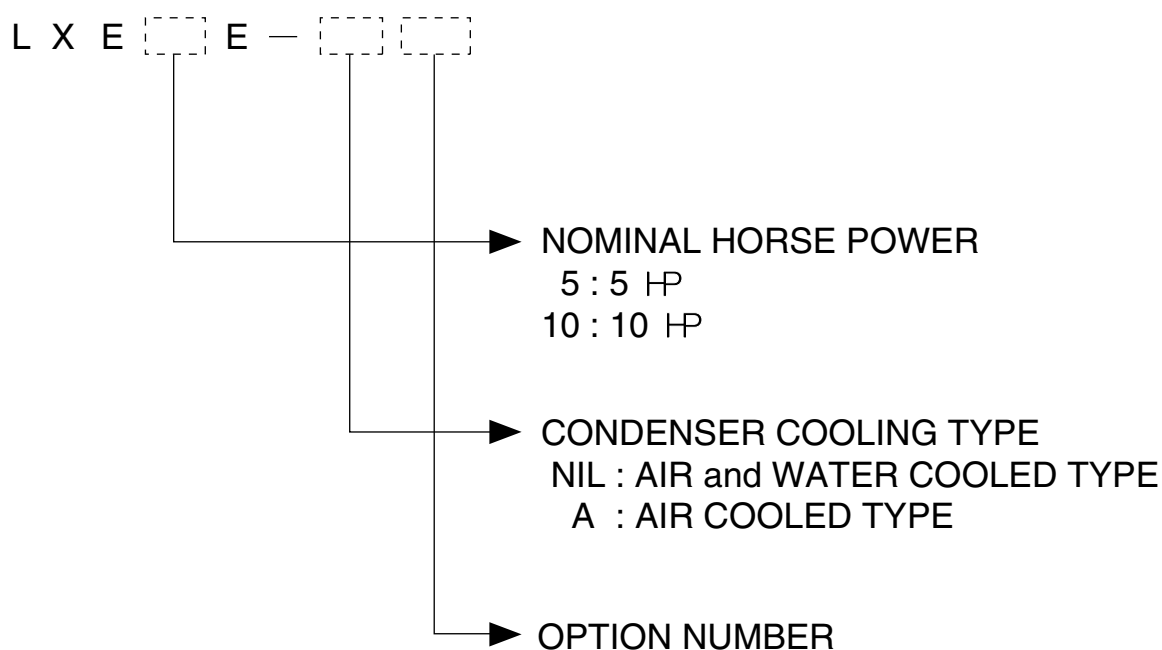 L X E E —
NOMINAL HORSE POWER
5 : 5 HP
10 : 10 HP
CONDENSER COOLING TYPE
NIL : AIR and WATER COOLED TYPE
A : AIR COOLED TYPE
OPTION NUMBER